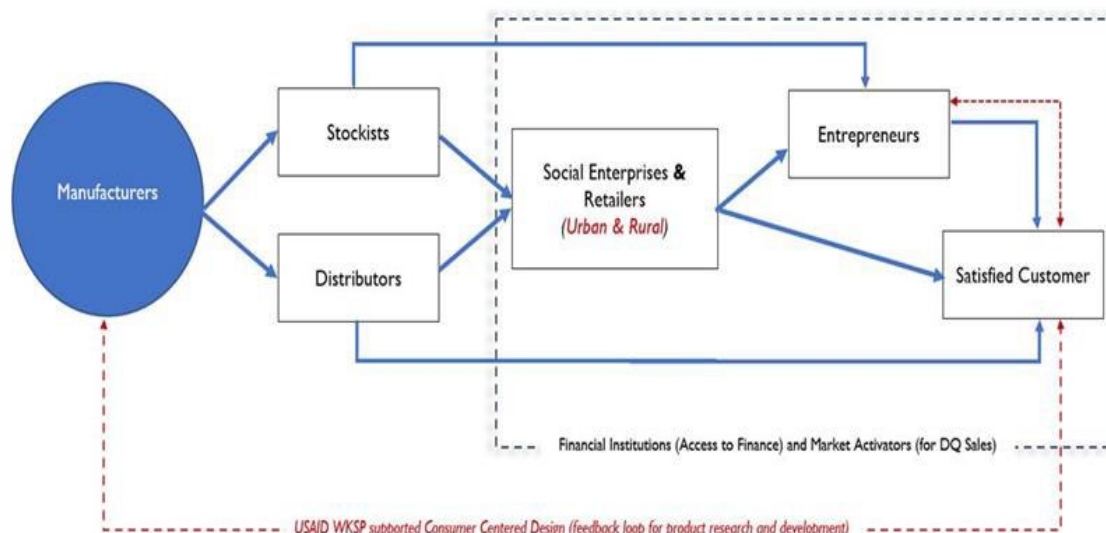 Manufacturers
Stockists
Distributors
Social Enterprises &
Retailers
(Urban & Rural)
Entrepreneurs
Satisfied Customer
Financial Institutions (Access to Finance) and Market Activators (for DQ Sales)
USAID WKSP supported Consumer Centered Design (feedback loop for product research and development)